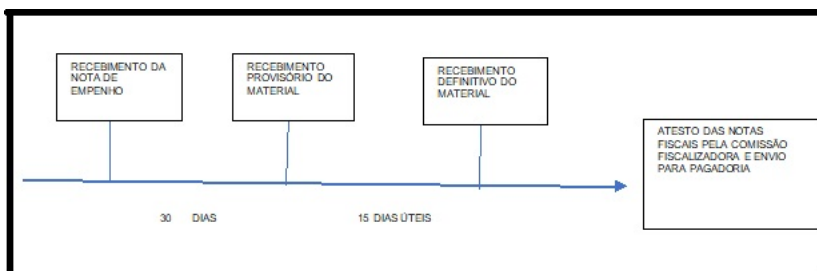 RECEBIMENTO DA
NOTA DE
EMPENHO
RECEBIMENTO
PROVISÓRIO DO
MATERIAL
RECEBIMENTO
DEFINITIVO DO
MATERIAL
ATESTO DAS NOTAS
FISCAIS PELA COMISSÃO
FISCALIZADORA E ENVIO
PARA PAGADORIA
30 DIAS
15 DIAS ÚTEIS